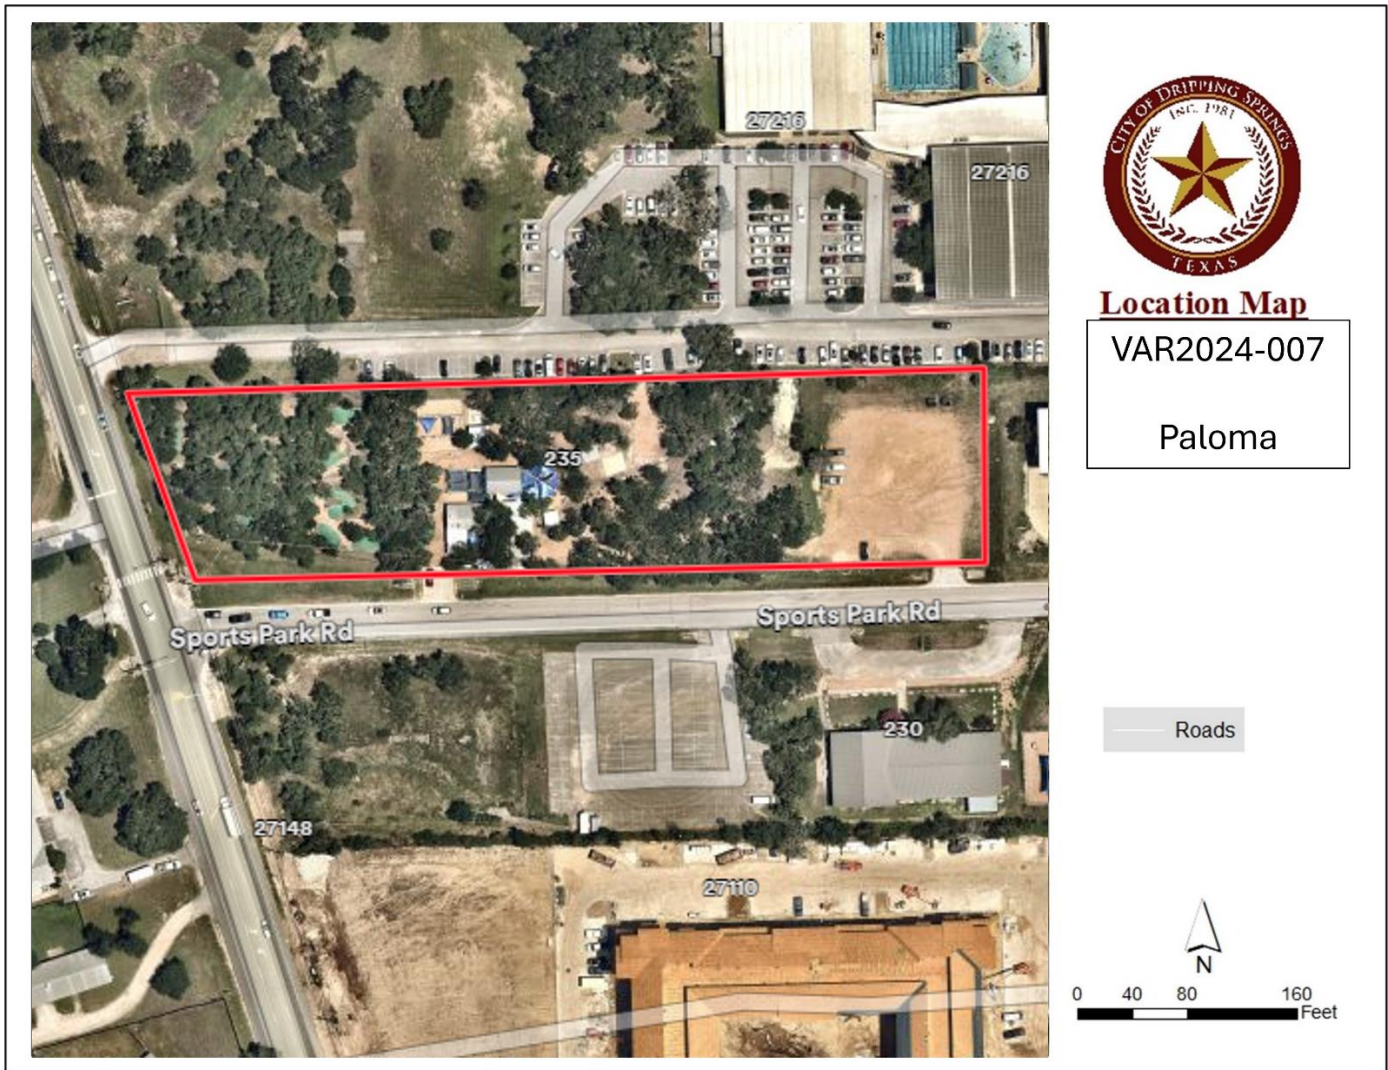 27216
27216
235
Sports Park Rd
Sports Park Rd
230
27148
27110
CITY OF DRIPPING SPRINGS
INC. 1981
TEXAS
Location Map
VAR2024-007
Paloma
Roads
N
0 40 80 160
Feet